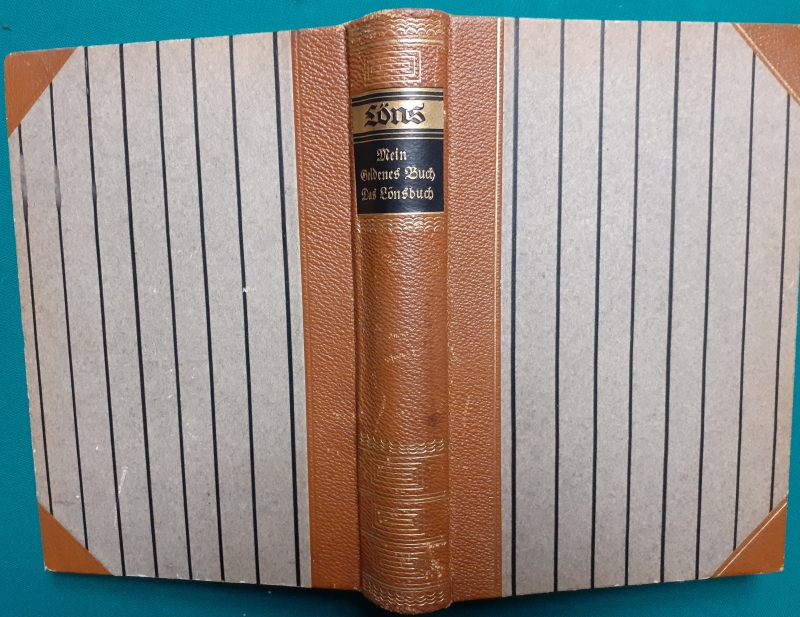 Löns
Mein
Goldenes Buch
Das Lönsbuch